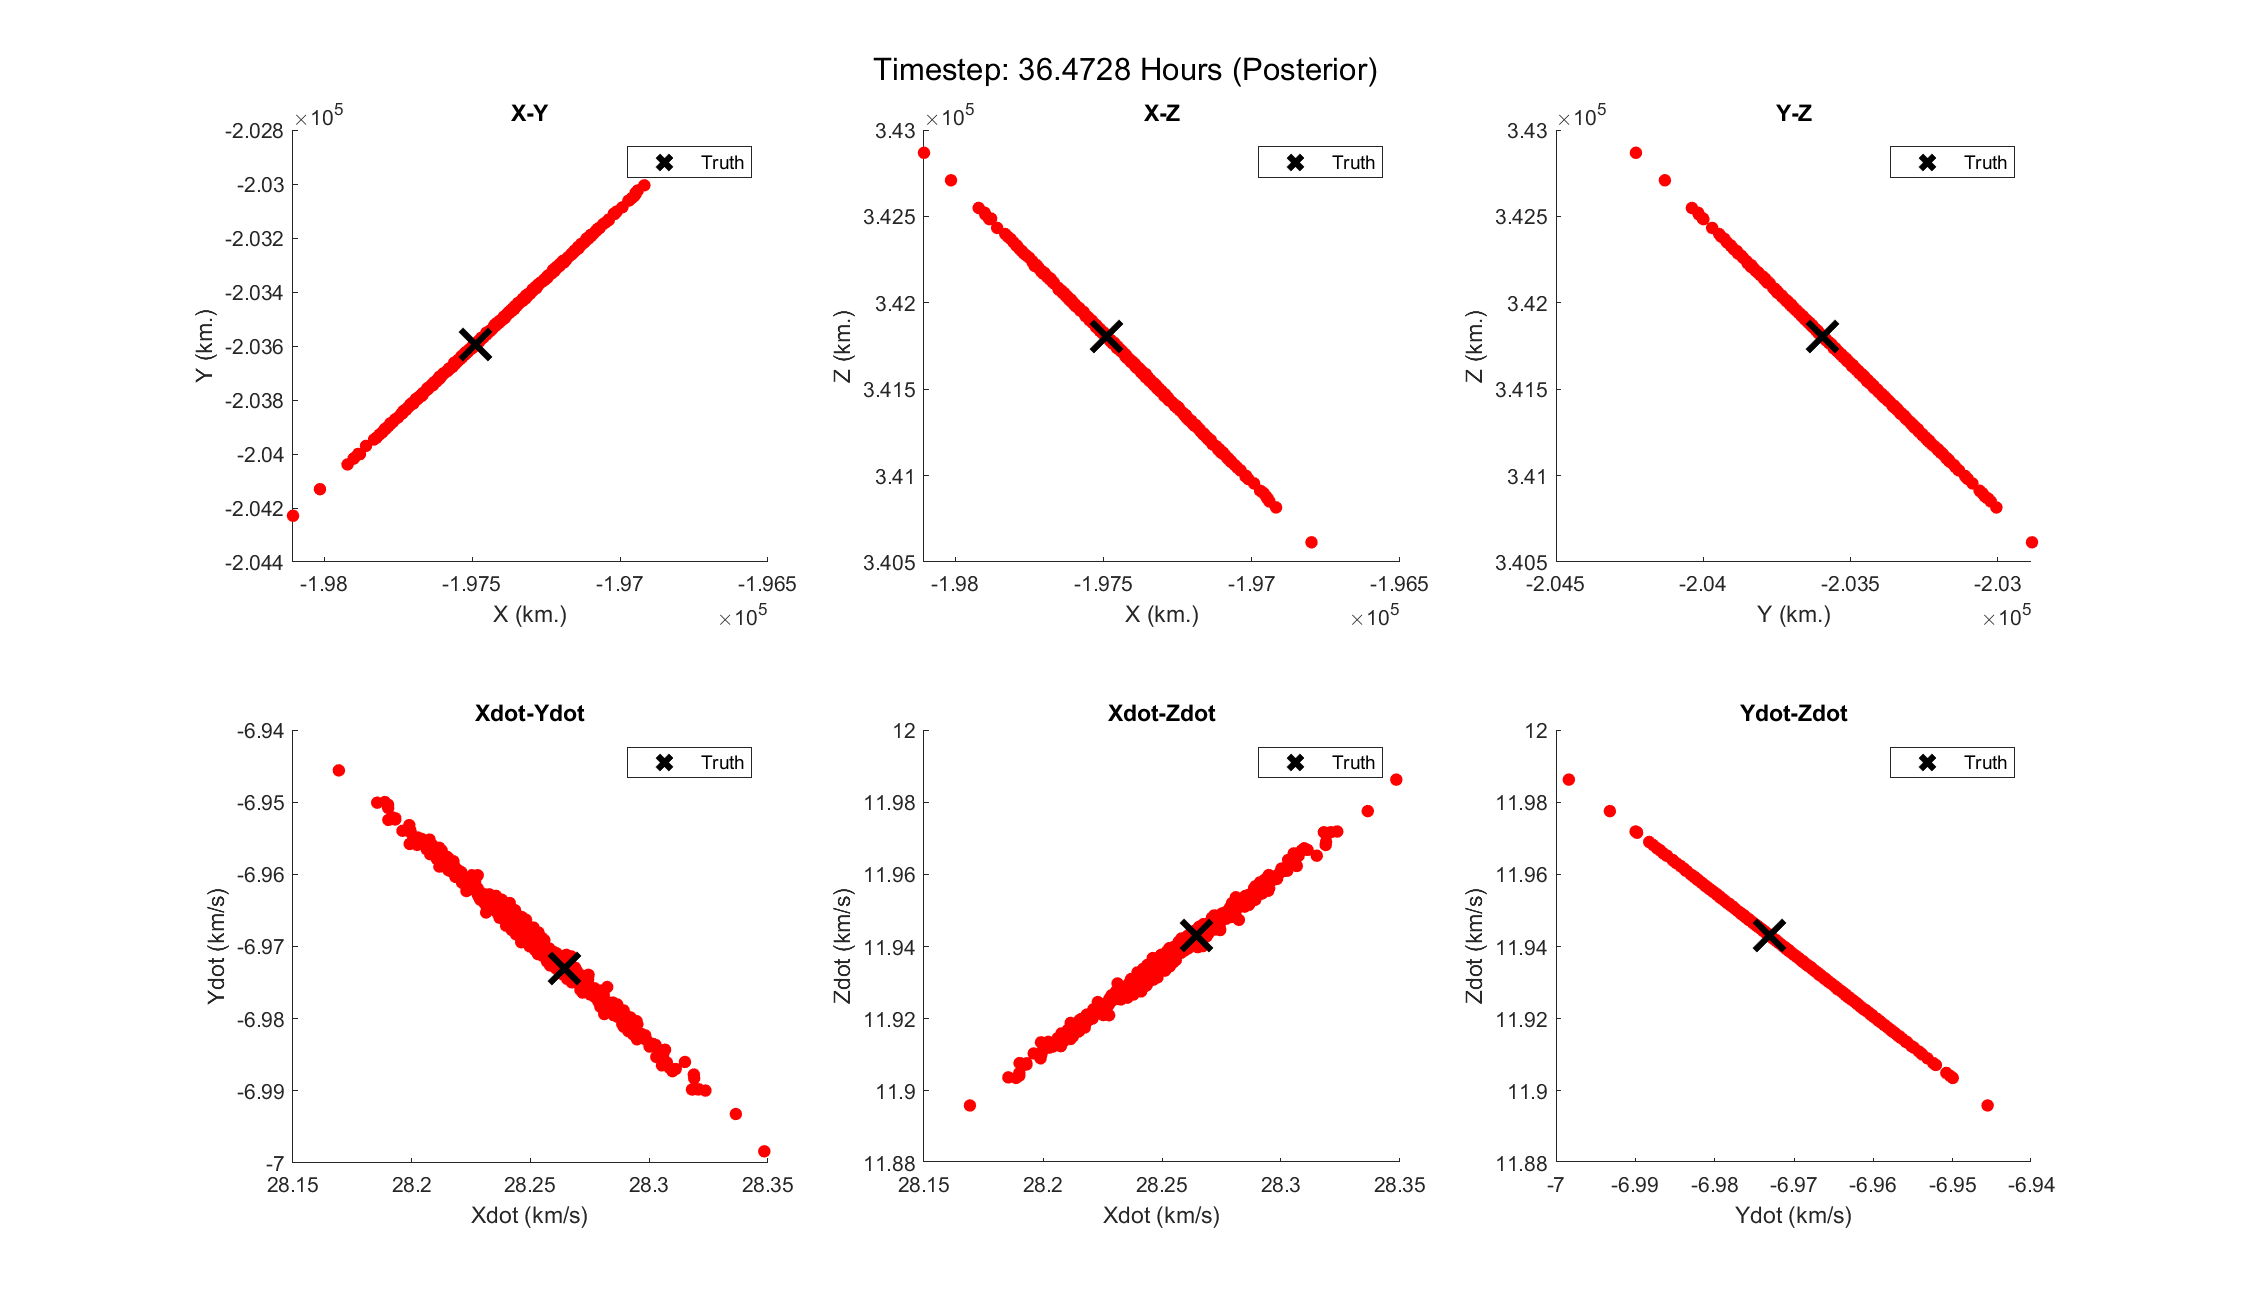 Timestep: 36.4728 Hours (Posterior)
X-Y
×10^5
-2.028
-2.03
-2.032
-2.034
-2.036
-2.038
-2.04
-2.042
-2.044
Y (km.)
Truth
-1.98 -1.975 -1.97 -1.965
X (km.)
×10^5
X-Z
×10^5
3.43
3.425
3.42
3.415
3.41
3.405
Z (km.)
Truth
-1.98 -1.975 -1.97 -1.965
X (km.)
×10^5
Y-Z
×10^5
3.43
3.425
3.42
3.415
3.41
3.405
Z (km.)
Truth
-2.045 -2.04 -2.035 -2.03
Y (km.)
×10^5
Xdot-Ydot
-6.94
-6.95
-6.96
-6.97
-6.98
-6.99
-7
Ydot (km/s)
Truth
28.15 28.2 28.25 28.3 28.35
Xdot (km/s)
Xdot-Zdot
12
11.98
11.96
11.94
11.92
11.9
11.88
Zdot (km/s)
Truth
28.15 28.2 28.25 28.3 28.35
Xdot (km/s)
Ydot-Zdot
12
11.98
11.96
11.94
11.92
11.9
11.88
Zdot (km/s)
Truth
-7 -6.99 -6.98 -6.97 -6.96 -6.95 -6.94
Ydot (km/s)